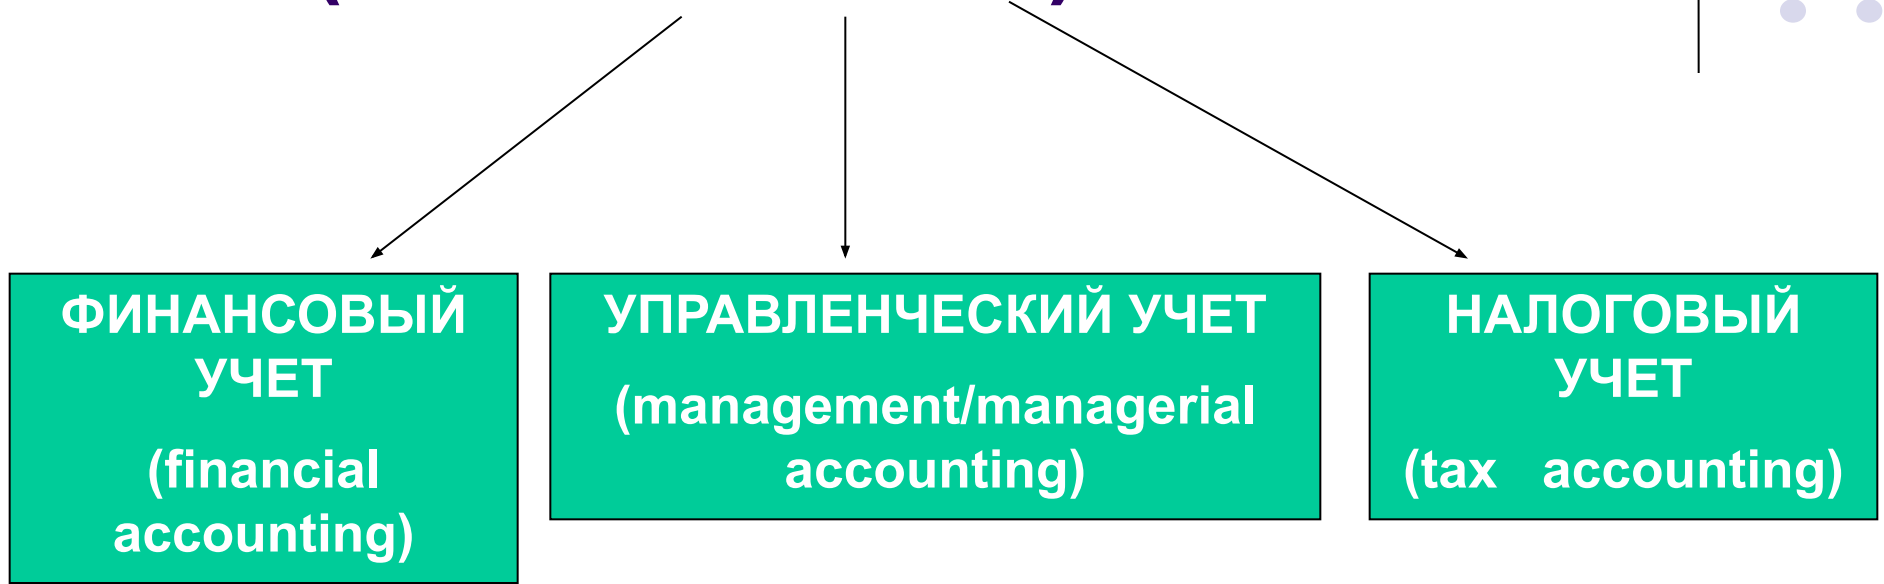 ФИНАНСОВЫЙ
УЧЕТ
(financial
accounting)
УПРАВЛЕНЧЕСКИЙ УЧЕТ
(management/managerial
accounting)
НАЛОГОВЫЙ
УЧЕТ
(tax accounting)